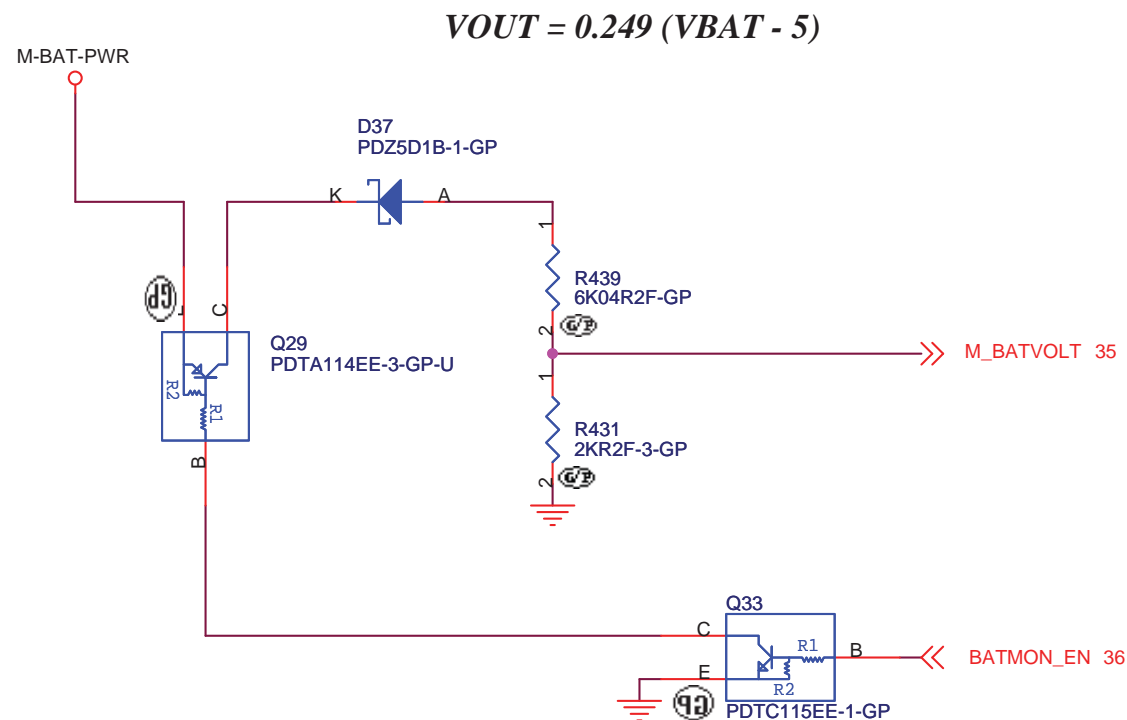 VOUT = 0.249 (VBAT - 5)
M-BAT-PWR
D37
PDZ5D1B-1-GP
K
A
1
R439
6K04R2F-GP
2
G/P
GP
C
Q29
PDTA114EE-3-GP-U
R2
R1
B
M_BATVOLT 35
1
R431
2KR2F-3-GP
2
G/P
Q33
C
R1
B
BATMON_EN 36
E
R2
GP
PDTC115EE-1-GP